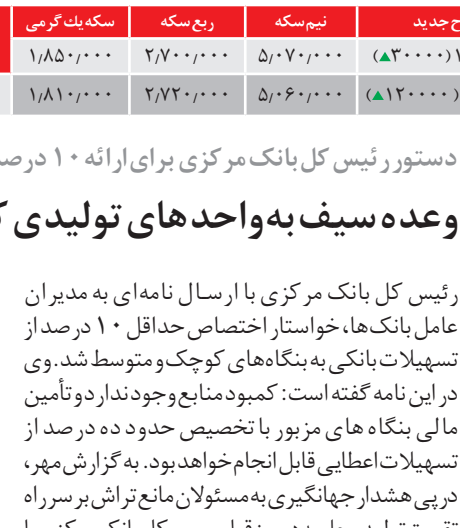 ح جدید نیم سکه ربع سکه سکه یک گرمی
۱(▲۳۰۰۰۰) ۵/۰۷۰/۰۰۰ ۲/۷۰۰/۰۰۰ ۱/۸۵۰/۰۰۰
(▲۱۲۰۰۰۰) ۵/۰۶۰/۰۰۰ ۲/۷۲۰/۰۰۰ ۱/۸۱۰/۰۰۰
دستور رئیس کل بانک مرکزی برای ارائه ۱۰ درصد
وعده سیف به واحدهای تولیدی ک
رئیس کل بانک مرکزی با ارسال نامه‌ای به مدیران
عامل بانک‌ها، خواستار اختصاص حداقل ۱۰ درصد از
تسهیلات بانکی به بنگاه‌های کوچک و متوسط شد. وی
در این نامه گفته است: کمبود منابع وجود ندارد و تأمین
مالی بنگاه های مزبور با تخصیص حدود ده درصد از
تسهیلات اعطایی قابل انجام خواهد بود. به گزارش مهر،
در پی هشدار جهانگیری به مسئولان مانع تراش بر سر راه